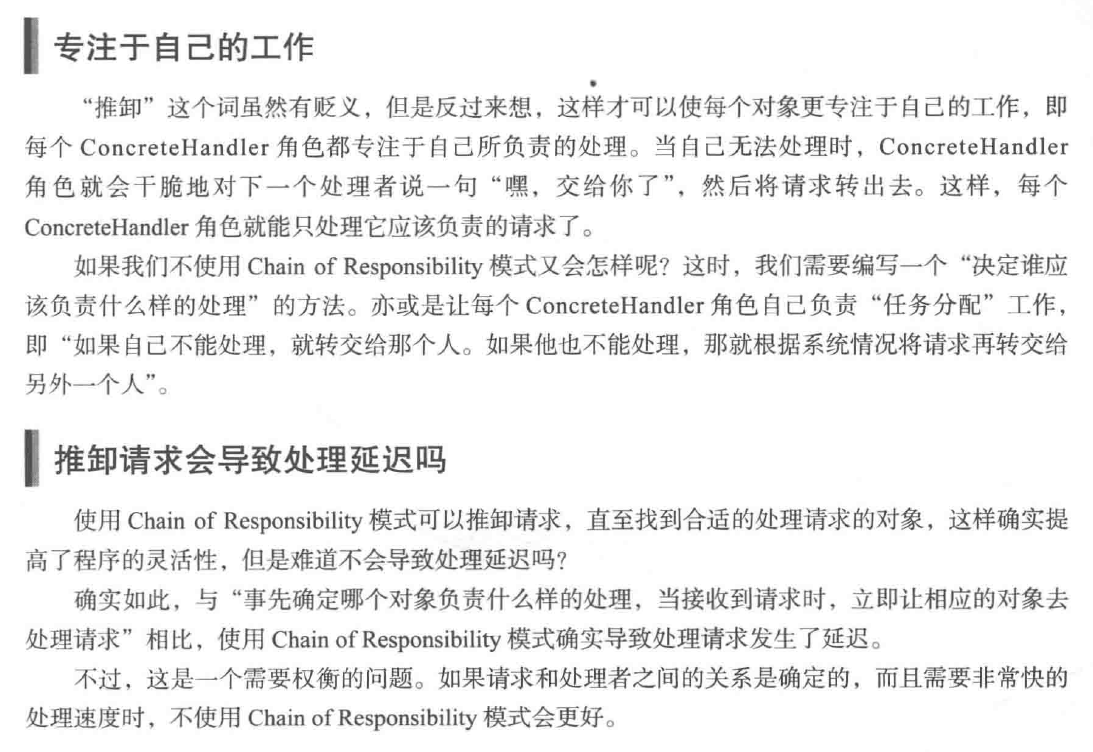 专注于自己的工作
“推卸”这个词虽然有贬义，但是反过来想，这样才可以使每个对象更专注于自己的工作，即
每个 ConcreteHandler 角色都专注于自己所负责的处理。当自己无法处理时，ConcreteHandler
角色就会干脆地对下一个处理者说一句“嘿，交给你了”，然后将请求转出去。这样，每个
ConcreteHandler 角色就能只处理它应该负责的请求了。
如果我们不使用 Chain of Responsibility 模式又会怎样呢？这时，我们需要编写一个“决定谁应
该负责什么样的处理”的方法。亦或是让每个 ConcreteHandler 角色自己负责“任务分配”工作，
即“如果自己不能处理，就转交给那个人。如果他也不能处理，那就根据系统情况将请求再转交给
另外一个人”。
推卸请求会导致处理延迟吗
使用 Chain of Responsibility 模式可以推卸请求，直至找到合适的处理请求的对象，这样确实提
高了程序的灵活性，但是难道不会导致处理延迟吗？
确实如此，与“事先确定哪个对象负责什么样的处理，当接收到请求时，立即让相应的对象去
处理请求”相比，使用 Chain of Responsibility 模式确实导致处理请求发生了延迟。
不过，这是一个需要权衡的问题。如果请求和处理者之间的关系是确定的，而且需要非常快的
处理速度时，不使用 Chain of Responsibility 模式会更好。